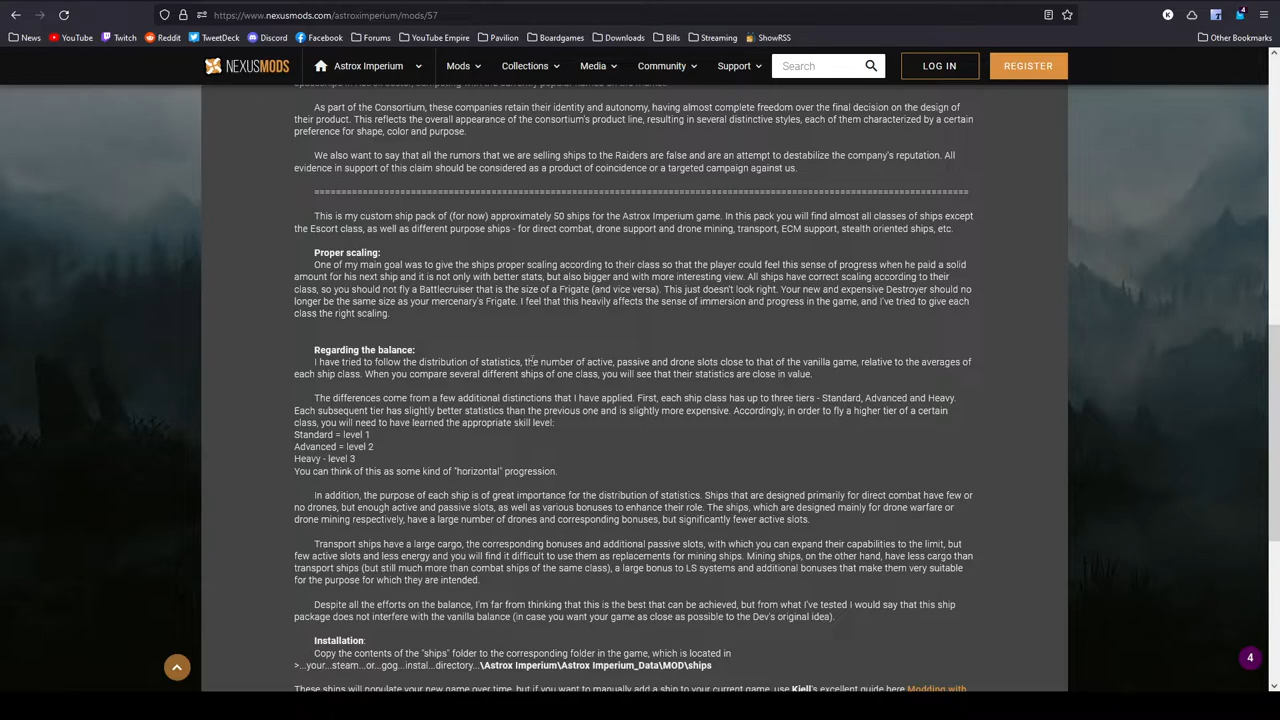 https://www.nexusmods.com/astroximperium/mods/57
4
News YouTube Twitch Reddit TweetDeck Discord Facebook Forums YouTube Empire Pavilion Boardgames Downloads Bills Streaming ShowRSS Other Bookmarks
NEXUSMODS Astrox Imperium Mods Collections Media Community Support Search LOG IN REGISTER
As part of the Consortium, these companies retain their identity and autonomy, having almost complete freedom over the final decision on the design of
their product. This reflects the overall appearance of the consortium's product line, resulting in several distinctive styles, each of them characterized by a certain
preference for shape, color and purpose.
We also want to say that all the rumors that we are selling ships to the Raiders are false and are an attempt to destabilize the company's reputation. All
evidence in support of this claim should be considered as a product of coincidence or a targeted campaign against us.
This is my custom ship pack of (for now) approximately 50 ships for the Astrox Imperium game. In this pack you will find almost all classes of ships except
the Escort class, as well as different purpose ships - for direct combat, drone support and drone mining, transport, ECM support, stealth oriented ships, etc.
Proper scaling:
One of my main goal was to give the ships proper scaling according to their class so that the player could feel this sense of progress when he paid a solid
amount for his next ship and it is not only with better stats, but also bigger and with more interesting view. All ships have correct scaling according to their
class, so you should not fly a Battlecruiser that is the size of a Frigate (and vice versa). This just doesn't look right. Your new and expensive Destroyer should no
longer be the same size as your mercenary's Frigate. I feel that this heavily affects the sense of immersion and progress in the game, and I've tried to give each
class the right scaling.
Regarding the balance:
I have tried to follow the distribution of statistics, the number of active, passive and drone slots close to that of the vanilla game, relative to the averages of
each ship class. When you compare several different ships of one class, you will see that their statistics are close in value.
The differences come from a few additional distinctions that I have applied. First, each ship class has up to three tiers - Standard, Advanced and Heavy.
Each subsequent tier has slightly better statistics than the previous one and is slightly more expensive. Accordingly, in order to fly a higher tier of a certain
class, you will need to have learned the appropriate skill level:
Standard = level 1
Advanced = level 2
Heavy - level 3
You can think of this as some kind of "horizontal" progression.
In addition, the purpose of each ship is of great importance for the distribution of statistics. Ships that are designed primarily for direct combat have few or
no drones, but enough active and passive slots, as well as various bonuses to enhance their role. The ships, which are designed mainly for drone warfare or
drone mining respectively, have a large number of drones and corresponding bonuses, but significantly fewer active slots.
Transport ships have a large cargo, the corresponding bonuses and additional passive slots, with which you can expand their capabilities to the limit, but
few active slots and less energy and you will find it difficult to use them as replacements for mining ships. Mining ships, on the other hand, have less cargo than
transport ships (but still much more than combat ships of the same class), a large bonus to LS systems and additional bonuses that make them very suitable
for the purpose for which they are intended.
Despite all the efforts on the balance, I'm far from thinking that this is the best that can be achieved, but from what I've tested I would say that this ship
package does not interfere with the vanilla balance (in case you want your game as close as possible to the Dev's original idea).
Installation:
Copy the contents of the "ships" folder to the corresponding folder in the game, which is located in
>...your...steam...or...gog...instal...directory...\Astrox Imperium\Astrox Imperium_Data\MOD\ships
These ships will populate your new game over time, but if you want to manually add a ship to your current game, use Kjell's excellent guide here Modding with
4